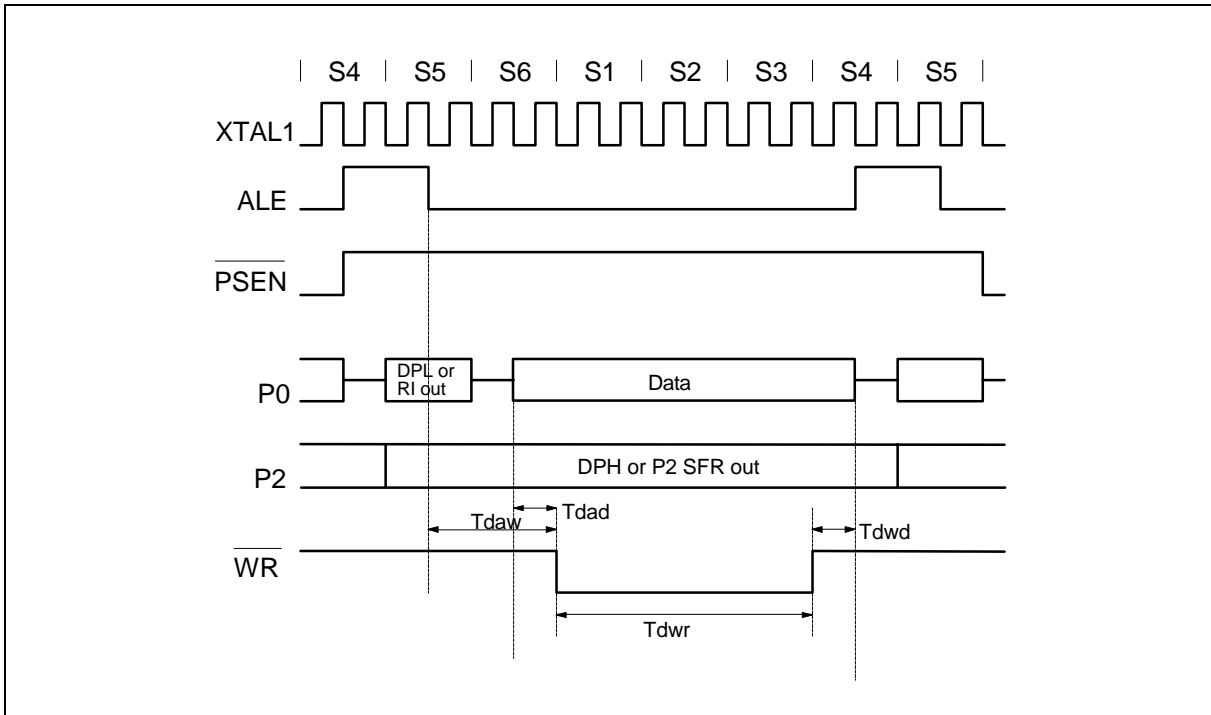 S4 S5 S6 S1 S2 S3 S4 S5
XTAL1
ALE
PSEN
DPL or
RI out
Data
P0
DPH or P2 SFR out
P2
Tdaw
Tdad
Tdwd
WR
Tdwr